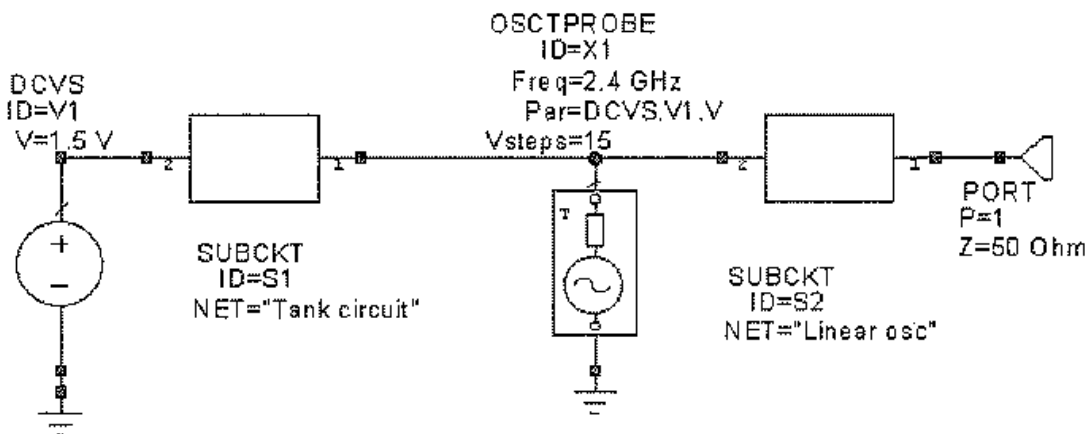 OSCTPROBE
ID=X1
Freq=2.4 GHz
Par=DCVS,V1,V
Vsteps=15
DCVS
ID=V1
V=1.5 V
2
1
2
1
T
+
−
SUBCKT
ID=S1
NET="Tank circuit"
SUBCKT
ID=S2
NET="Linear osc"
PORT
P=1
Z=50 Ohm